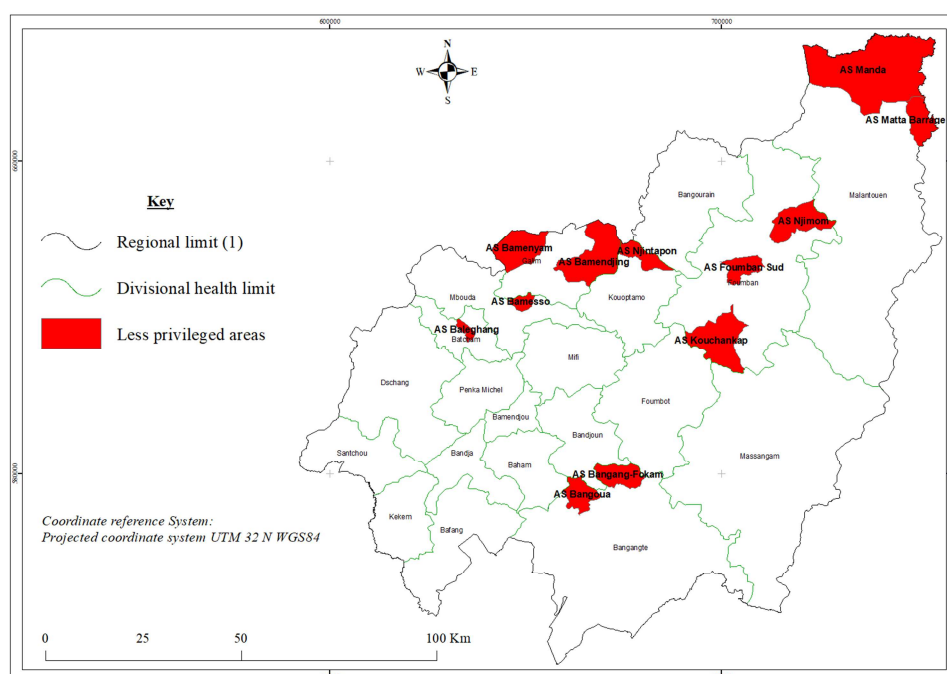 600000
700000
N
W E
S
AS Manda
AS Matta Barrage
660000
Bangourain
Malantouen
Key
Regional limit (1)
Divisional health limit
Less privileged areas
AS Njimom
AS Bamenyam
Galim
AS Njintapon
AS Bamendjing
AS Foumban-Sud
Foumban
Mbouda
AS Bamesso
Kouoptamo
AS Baleghang
Batcham
AS Kouchankap
Mifi
Dschang
Penka Michel
Foumbot
Bamendjou
Bandjoun
Santchou
Bandja
Baham
Massangam
580000
AS Bangang-Fokam
AS Bangoua
Kekem
Bafang
Bangangte
Coordinate reference System:
Projected coordinate system UTM 32 N WGS84
0 25 50 100 Km